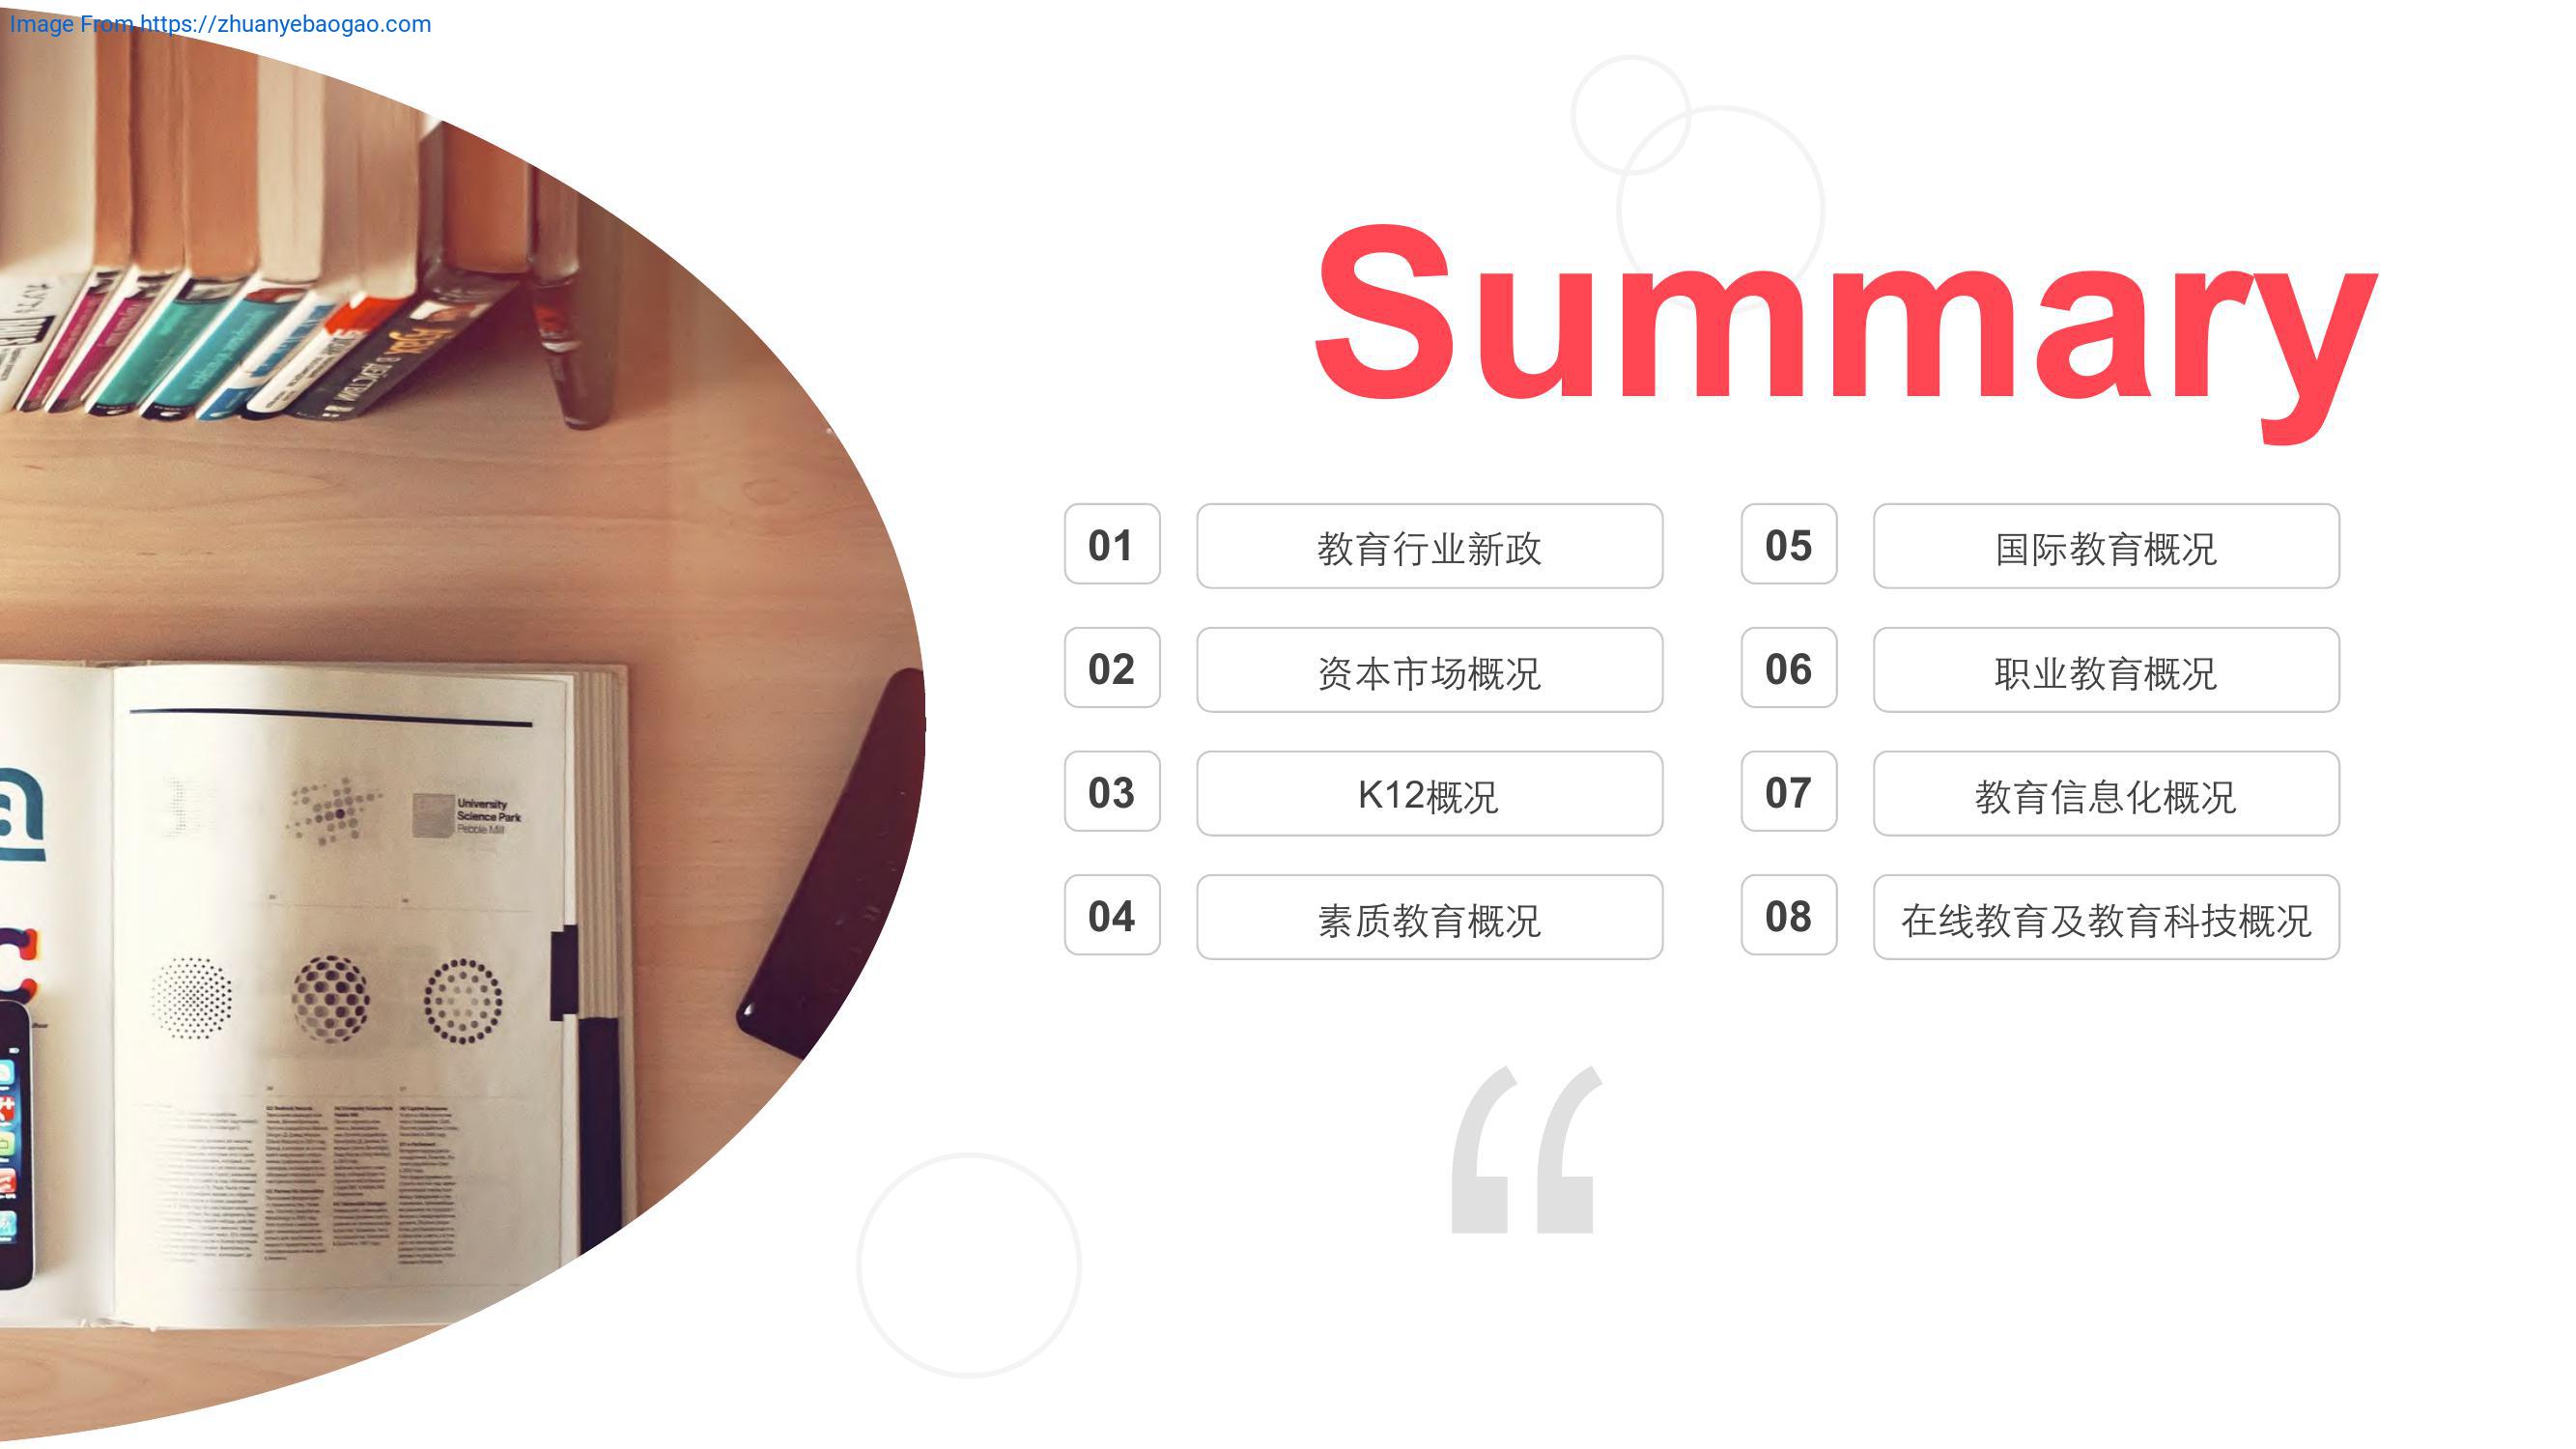 Image From https://zhuanyebaogao.com
Summary
01 教育行业新政
02 资本市场概况
03 K12概况
04 素质教育概况
05 国际教育概况
06 职业教育概况
07 教育信息化概况
08 在线教育及教育科技概况
University
Science Park
Pebble Mill
a
c